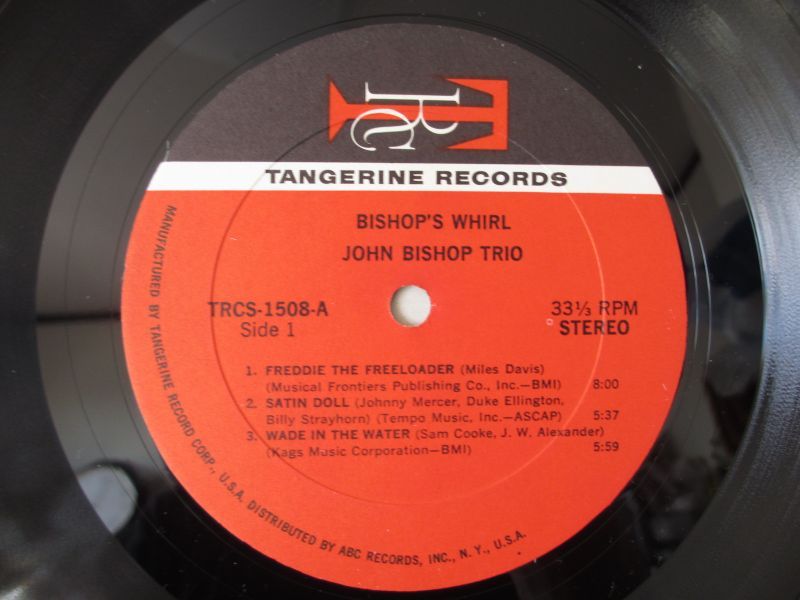 TRC
TANGERINE RECORDS
BISHOP'S WHIRL
JOHN BISHOP TRIO
TRCS-1508-A
Side 1
33⅓ RPM
STEREO
1. FREDDIE THE FREELOADER (Miles Davis)
(Musical Frontiers Publishing Co., Inc.—BMI) 8:00
2. SATIN DOLL (Johnny Mercer, Duke Ellington,
Billy Strayhorn) (Tempo Music, Inc.—ASCAP) 5:37
3. WADE IN THE WATER (Sam Cooke, J. W. Alexander)
(Kags Music Corporation—BMI) 5:59
MANUFACTURED BY TANGERINE RECORD CORP., U.S.A. DISTRIBUTED BY ABC RECORDS, INC., N. Y., U.S.A.